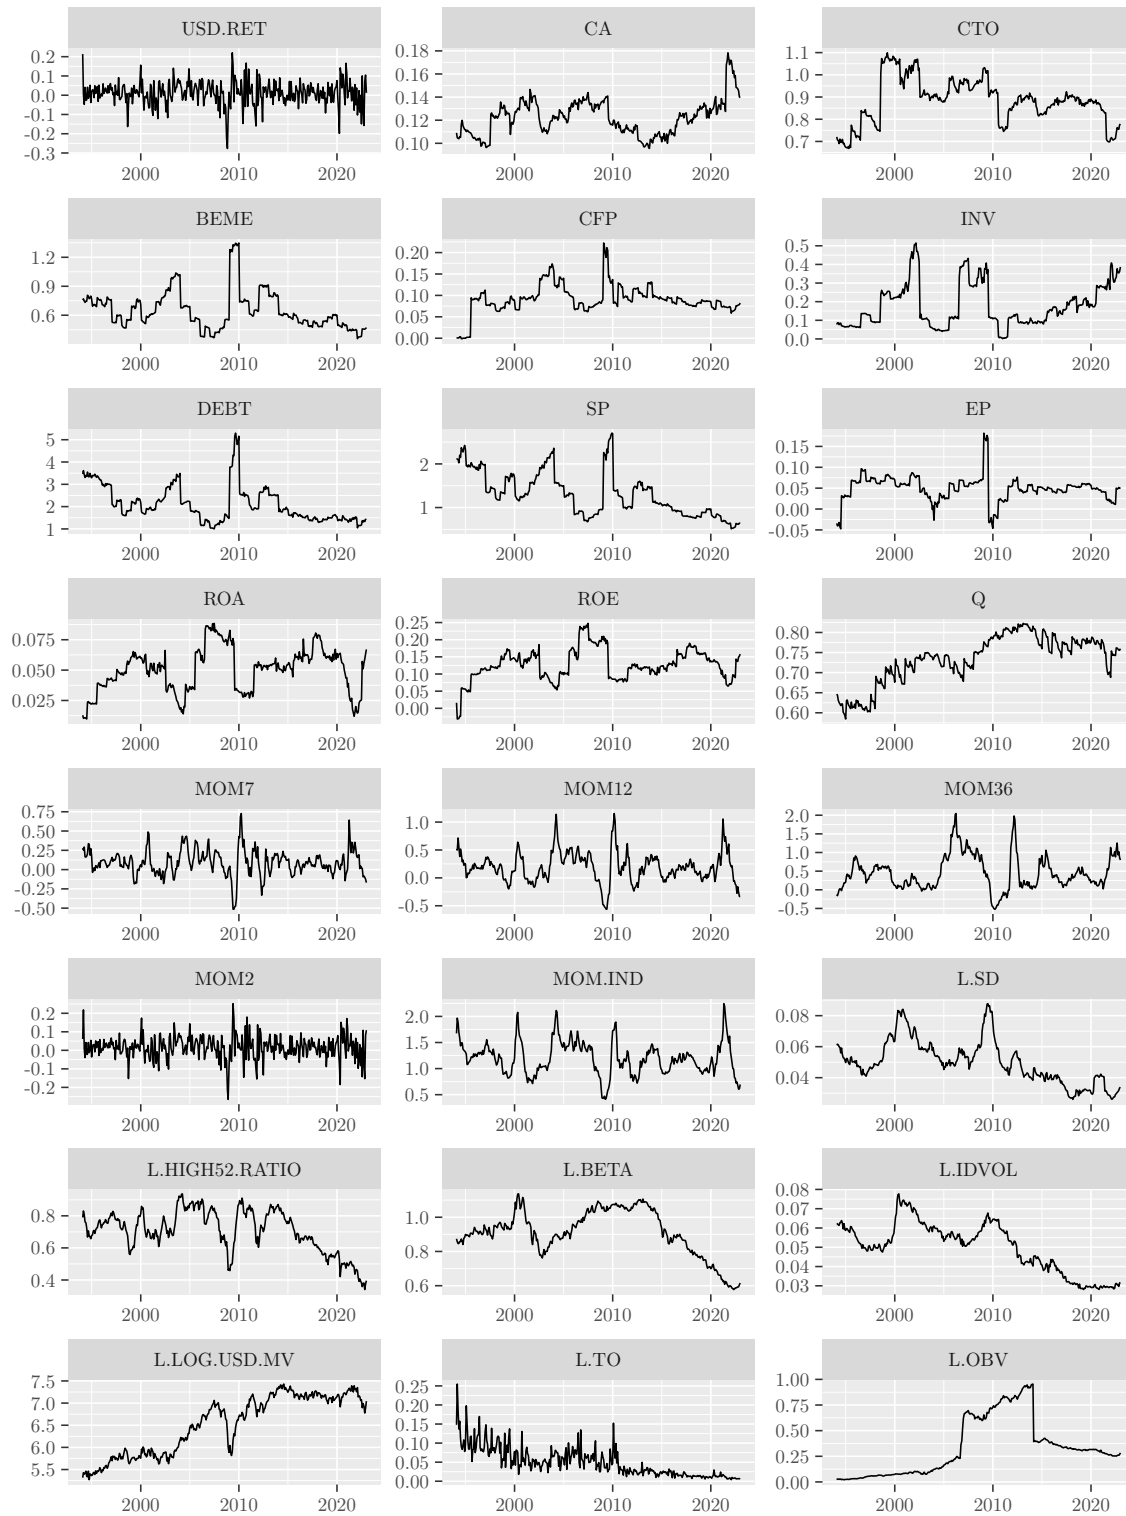 USD.RET CA CTO
0.2 0.1 0.0 -0.1 -0.2 -0.3
0.18 0.16 0.14 0.12 0.10
1.1 1.0 0.9 0.8 0.7
2000 2010 2020 2000 2010 2020 2000 2010 2020
BEME CFP INV
1.2 0.9 0.6
0.20 0.15 0.10 0.05 0.00
0.5 0.4 0.3 0.2 0.1 0.0
2000 2010 2020 2000 2010 2020 2000 2010 2020
DEBT SP EP
5 4 3 2 1
2 1
0.15 0.10 0.05 0.00 -0.05
2000 2010 2020 2000 2010 2020 2000 2010 2020
ROA ROE Q
0.075 0.050 0.025
0.25 0.20 0.15 0.10 0.05 0.00
0.80 0.75 0.70 0.65 0.60
2000 2010 2020 2000 2010 2020 2000 2010 2020
MOM7 MOM12 MOM36
0.75 0.50 0.25 0.00 -0.25 -0.50
1.0 0.5 0.0 -0.5
2.0 1.5 1.0 0.5 0.0 -0.5
2000 2010 2020 2000 2010 2020 2000 2010 2020
MOM2 MOM.IND L.SD
0.2 0.1 0.0 -0.1 -0.2
2.0 1.5 1.0 0.5
0.08 0.06 0.04
2000 2010 2020 2000 2010 2020 2000 2010 2020
L.HIGH52.RATIO L.BETA L.IDVOL
0.8 0.6 0.4
1.0 0.8 0.6
0.08 0.07 0.06 0.05 0.04 0.03
2000 2010 2020 2000 2010 2020 2000 2010 2020
L.LOG.USD.MV L.TO L.OBV
7.5 7.0 6.5 6.0 5.5
0.25 0.20 0.15 0.10 0.05 0.00
1.00 0.75 0.50 0.25 0.00
2000 2010 2020 2000 2010 2020 2000 2010 2020